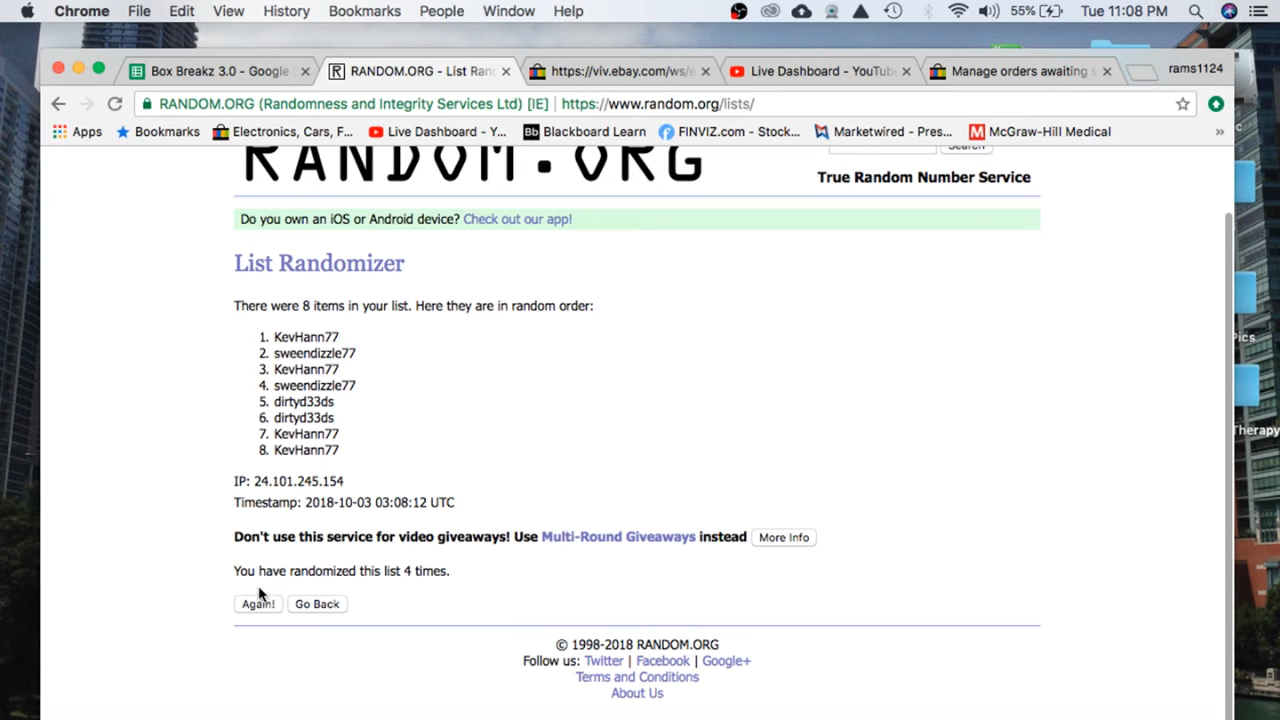 Chrome File Edit View History Bookmarks People Window Help 55% Tue 11:08 PM
Box Breakz 3.0 - Google RANDOM.ORG - List Ran https://viv.ebay.com/ws/e Live Dashboard - YouTube Manage orders awaiting s rams1124
RANDOM.ORG (Randomness and Integrity Services Ltd) [IE] https://www.random.org/lists/
Apps Bookmarks Electronics, Cars, F... Live Dashboard - Y... Bb Blackboard Learn FINVIZ.com - Stock... Marketwired - Pres... M McGraw-Hill Medical »
RANDOM.ORG Search
True Random Number Service
Do you own an iOS or Android device? Check out our app!
List Randomizer
There were 8 items in your list. Here they are in random order:
1. KevHann77
2. sweendizzle77
3. KevHann77
4. sweendizzle77
5. dirtyd33ds
6. dirtyd33ds
7. KevHann77
8. KevHann77
IP: 24.101.245.154
Timestamp: 2018-10-03 03:08:12 UTC
Don't use this service for video giveaways! Use Multi-Round Giveaways instead More Info
You have randomized this list 4 times.
Again! Go Back
© 1998-2018 RANDOM.ORG
Follow us: Twitter | Facebook | Google+
Terms and Conditions
About Us
Pics
Therapy